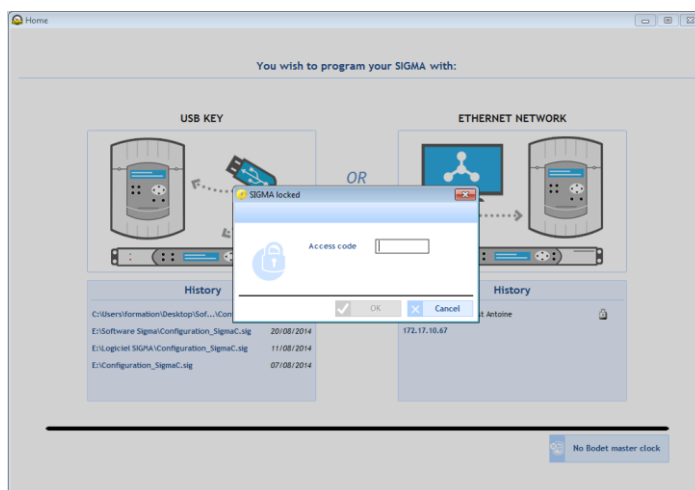 Home
You wish to program your SIGMA with:
USB KEY
ETHERNET NETWORK
OR
SIGMA locked
Access code
OK
Cancel
History
C:\Users\formation\Desktop\Sof...\Con
E:\Software Sigma\Configuration_SigmaC.sig 20/08/2014
E:\Logiciel SIGMA\Configuration_SigmaC.sig 11/08/2014
E:\Configuration_SigmaC.sig 07/08/2014
History
Antoine
172.17.10.67
No Bodet master clock